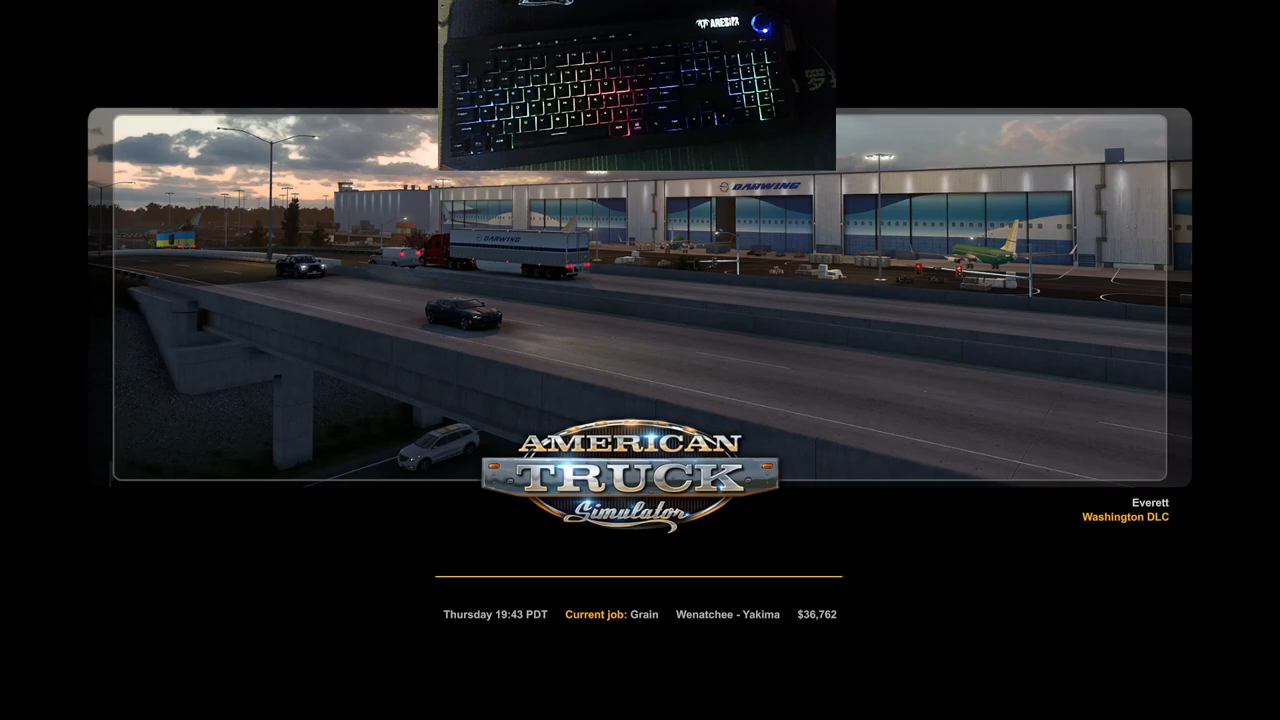 DARWING
DARWING
AMERICAN
TRUCK
Simulator
Everett
Washington DLC
Thursday 19:43 PDT Current job: Grain Wenatchee - Yakima $36,762